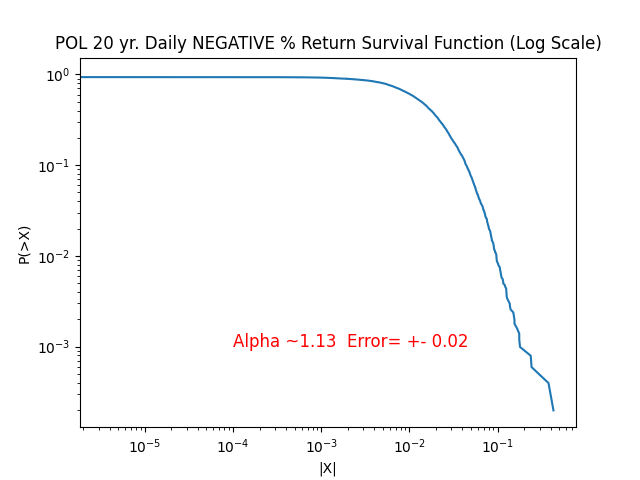 POL 20 yr. Daily NEGATIVE % Return Survival Function (Log Scale)
10⁰
10⁻¹
10⁻²
10⁻³
P(>X)
Alpha ~1.13  Error= +- 0.02
10⁻⁵ 10⁻⁴ 10⁻³ 10⁻² 10⁻¹
|X|